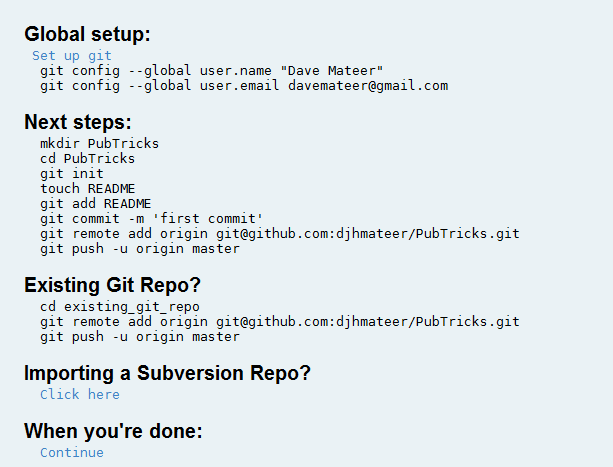 Global setup:
Set up git
git config --global user.name "Dave Mateer"
git config --global user.email davemateer@gmail.com
Next steps:
mkdir PubTricks
cd PubTricks
git init
touch README
git add README
git commit -m 'first commit'
git remote add origin git@github.com:djhmateer/PubTricks.git
git push -u origin master
Existing Git Repo?
cd existing_git_repo
git remote add origin git@github.com:djhmateer/PubTricks.git
git push -u origin master
Importing a Subversion Repo?
Click here
When you're done:
Continue